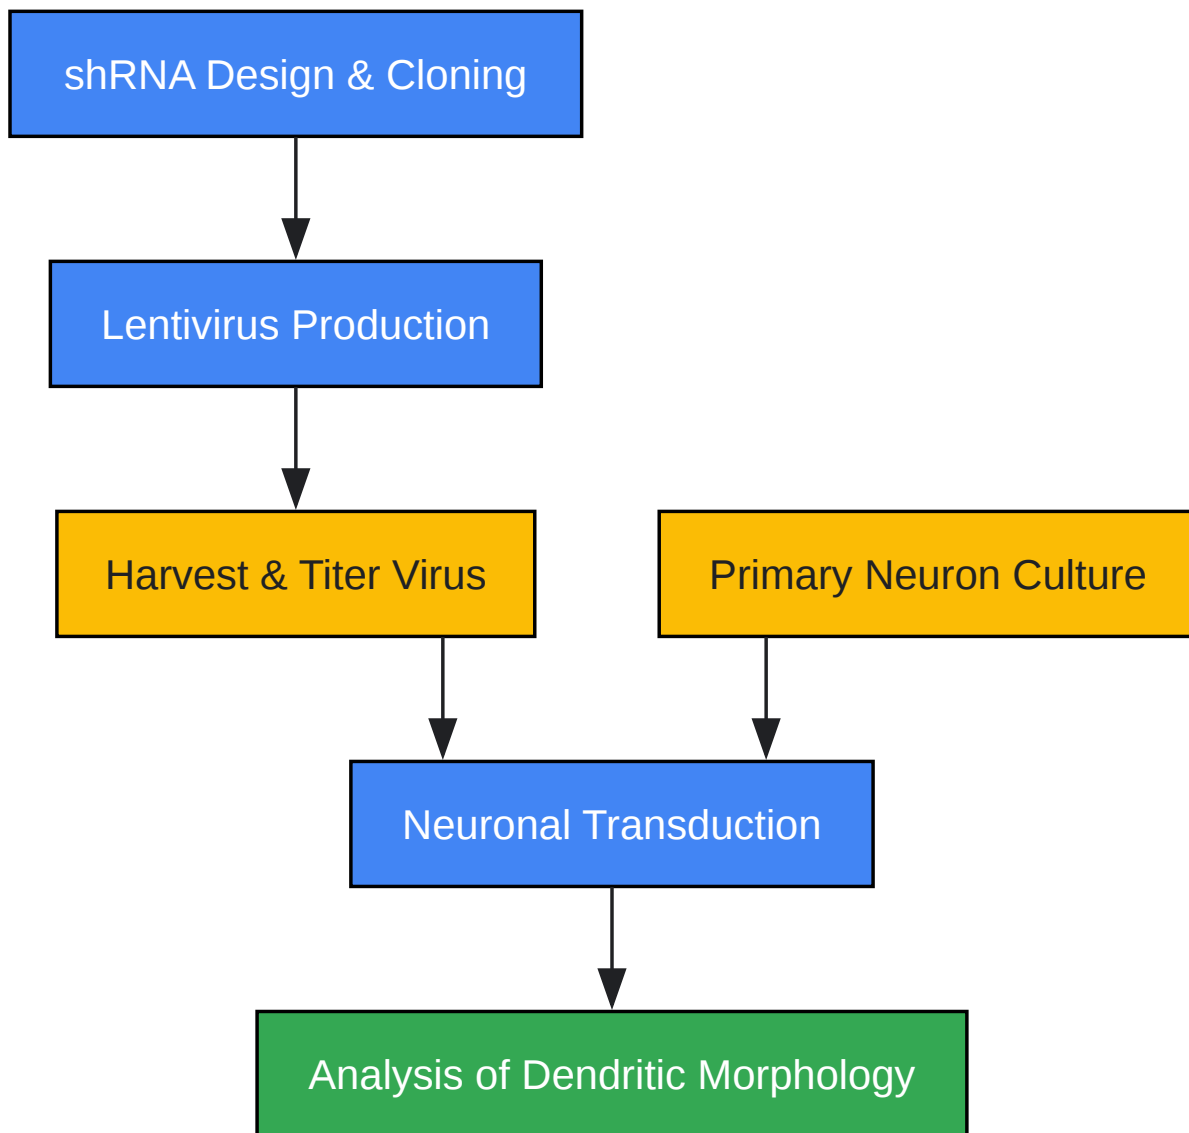 shRNA Design & Cloning
Lentivirus Production
Harvest & Titer Virus
Primary Neuron Culture
Neuronal Transduction
Analysis of Dendritic Morphology